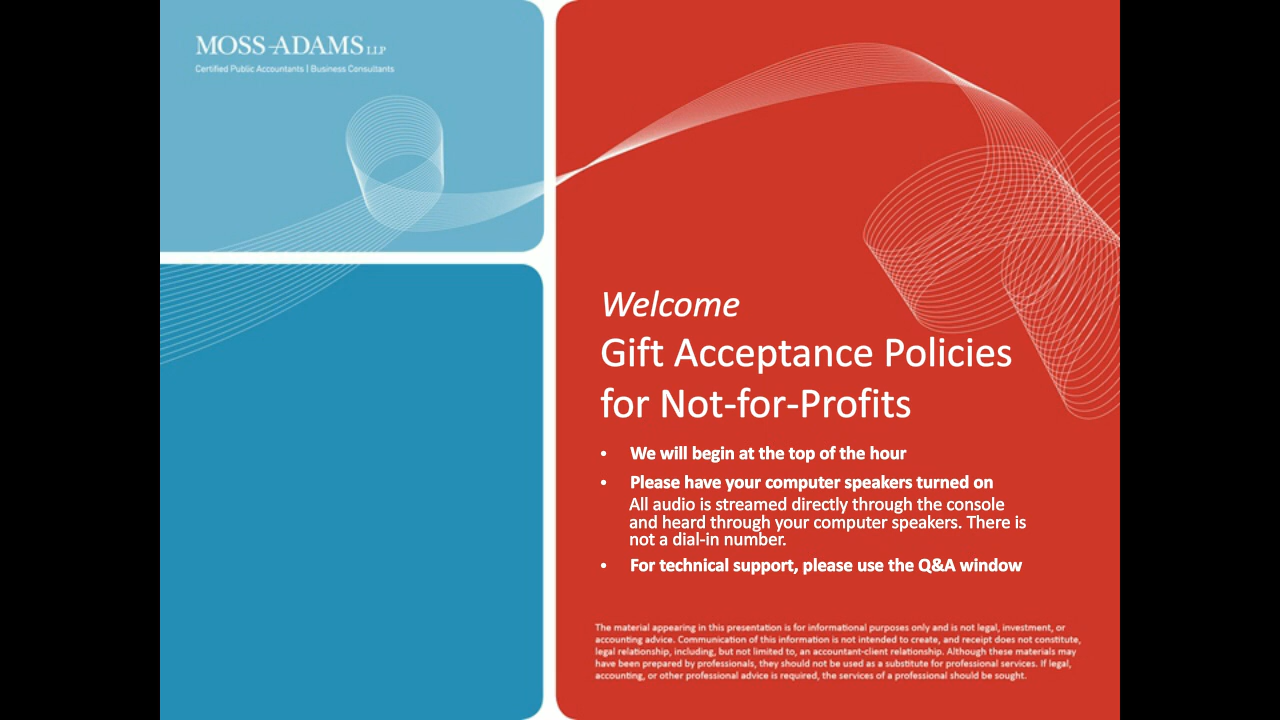 MOSS-ADAMS LLP
Certified Public Accountants | Business Consultants
Welcome
Gift Acceptance Policies
for Not-for-Profits
• We will begin at the top of the hour
• Please have your computer speakers turned on
All audio is streamed directly through the console
and heard through your computer speakers. There is
not a dial-in number.
• For technical support, please use the Q&A window
The material appearing in this presentation is for informational purposes only and is not legal, investment, or
accounting advice. Communication of this information is not intended to create, and receipt does not constitute,
legal relationship, including, but not limited to, an accountant-client relationship. Although these materials may
have been prepared by professionals, they should not be used as a substitute for professional services. If legal,
accounting, or other professional advice is required, the services of a professional should be sought.